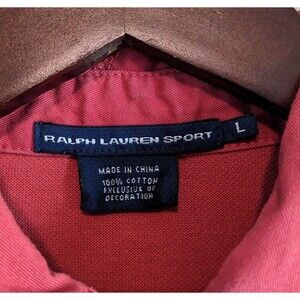 RALPH LAUREN SPORT
L
MADE IN CHINA
100% COTTON
EXCLUSIVE OF
DECORATION